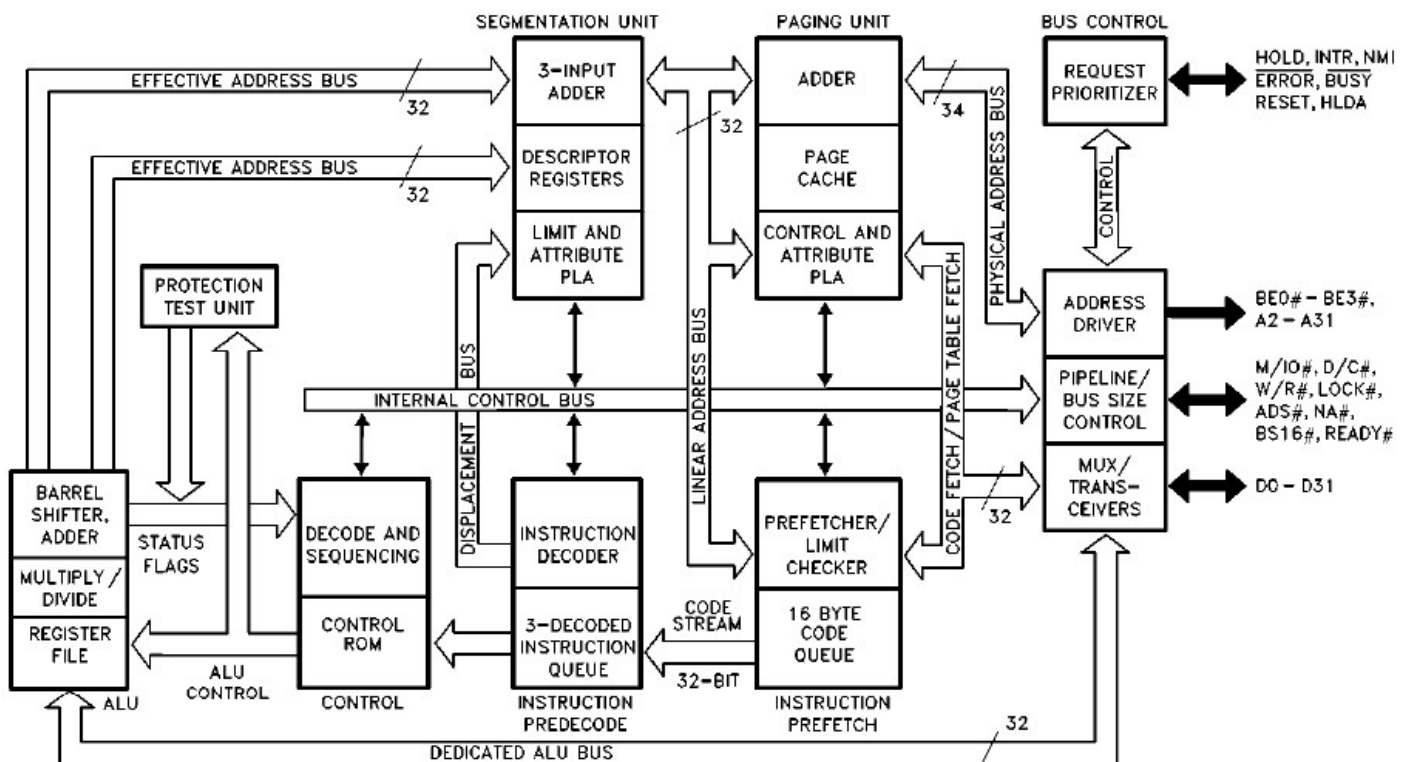 SEGMENTATION UNIT
PAGING UNIT
BUS CONTROL
EFFECTIVE ADDRESS BUS
32
3-INPUT
ADDER
32
ADDER
34
REQUEST
PRIORITIZER
HOLD, INTR, NMI
ERROR, BUSY
RESET, HLDA
EFFECTIVE ADDRESS BUS
32
DESCRIPTOR
REGISTERS
PAGE
CACHE
PHYSICAL ADDRESS BUS
CONTROL
LIMIT AND
ATTRIBUTE
PLA
CONTROL AND
ATTRIBUTE
PLA
PROTECTION
TEST UNIT
ADDRESS
DRIVER
BE0#-BE3#,
A2-A31
INTERNAL CONTROL BUS
DISPLACEMENT BUS
LINEAR ADDRESS BUS
CODE FETCH/PAGE TABLE FETCH
PIPELINE/
BUS SIZE
CONTROL
M/IO#, D/C#,
W/R#, LOCK#,
ADS#, NA#,
BS16#, READY#
BARREL
SHIFTER,
ADDER
STATUS
FLAGS
DECODE AND
SEQUENCING
INSTRUCTION
DECODER
PREFETCHER/
LIMIT
CHECKER
32
MUX/
TRANS-
CEIVERS
D0-D31
MULTIPLY/
DIVIDE
REGISTER
FILE
ALU
ALU
CONTROL
CONTROL
ROM
CONTROL
3-DECODED
INSTRUCTION
QUEUE
INSTRUCTION
PREDECODE
CODE
STREAM
32-BIT
16 BYTE
CODE
QUEUE
INSTRUCTION
PREFETCH
DEDICATED ALU BUS
32